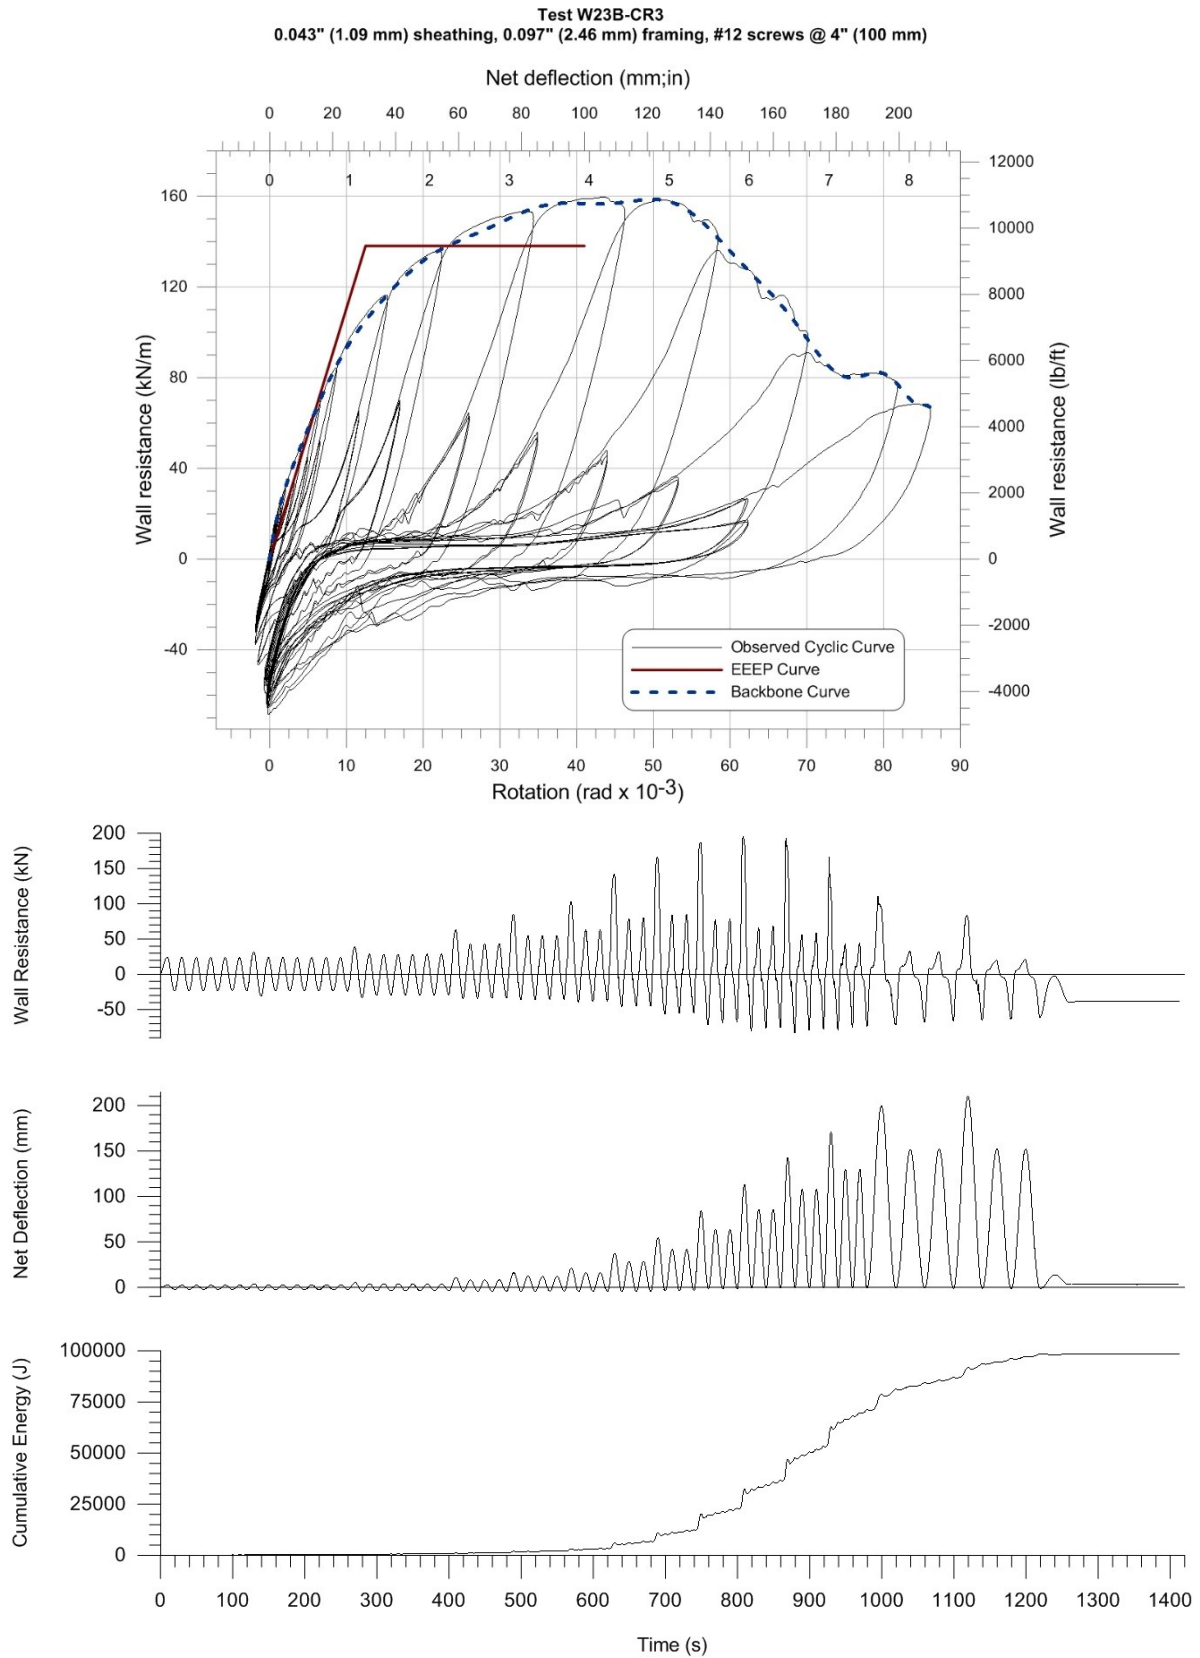 Test W23B-CR3
0.043" (1.09 mm) sheathing, 0.097" (2.46 mm) framing, #12 screws @ 4" (100 mm)
Net deflection (mm;in)
0 20 40 60 80 100 120 140 160 180 200
0 1 2 3 4 5 6 7 8
Wall resistance (kN/m)
160
120
80
40
0
-40
12000
10000
8000
6000
4000
2000
0
-2000
-4000
Wall resistance (lb/ft)
Observed Cyclic Curve
EEEP Curve
Backbone Curve
0 10 20 30 40 50 60 70 80 90
Rotation (rad x 10-3)
Wall Resistance (kN)
200
150
100
50
0
-50
Net Deflection (mm)
200
150
100
50
0
Cumulative Energy (J)
100000
75000
50000
25000
0
0 100 200 300 400 500 600 700 800 900 1000 1100 1200 1300 1400
Time (s)